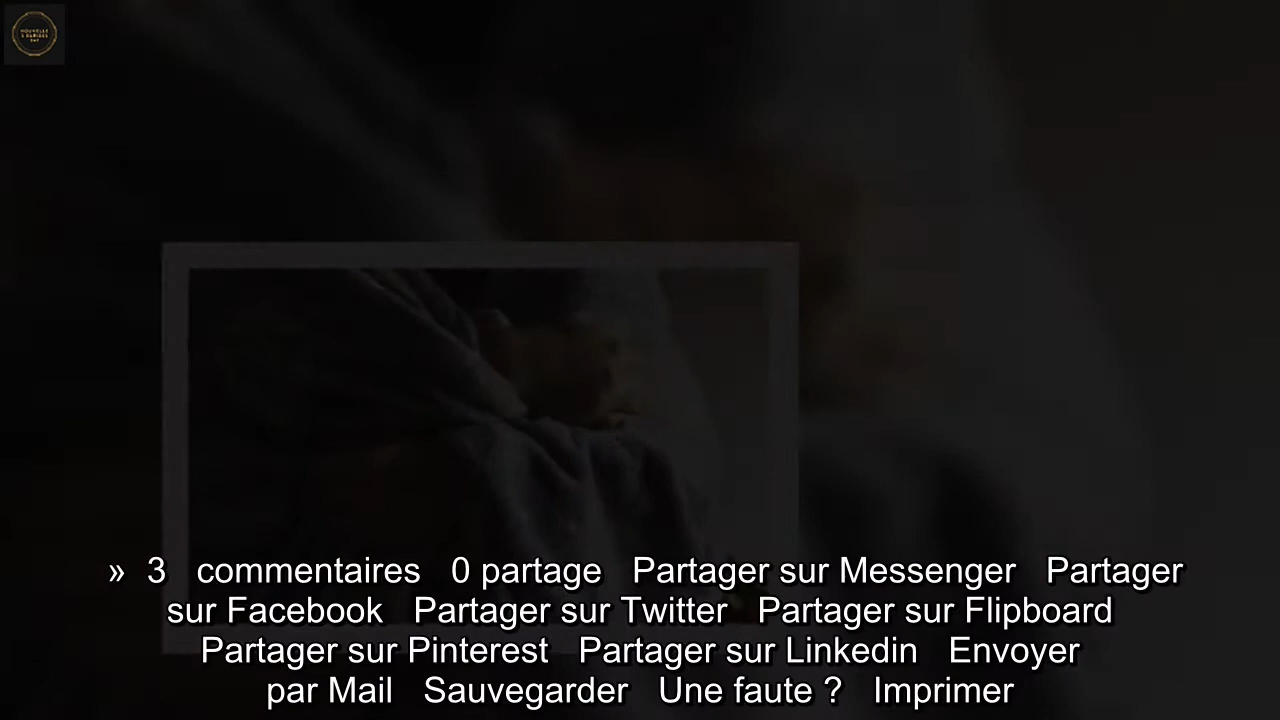 NOUVELLE
» 3 commentaires 0 partage Partager sur Messenger Partager
sur Facebook Partager sur Twitter Partager sur Flipboard
Partager sur Pinterest Partager sur Linkedin Envoyer
par Mail Sauvegarder Une faute ? Imprimer